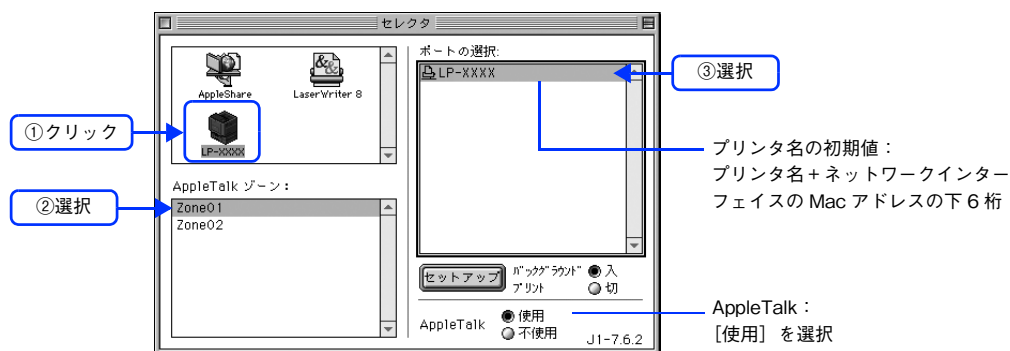 セレクタ
AppleShare
LaserWriter 8
LP-XXXX
①クリック
AppleTalk ゾーン：
②選択
Zone01
Zone02
ポートの選択:
LP-XXXX
③選択
プリンタ名の初期値：
プリンタ名+ネットワークインター
フェイスの Mac アドレスの下 6 桁
セットアップ
バックグラウンド
プリント
入
切
AppleTalk
使用
不使用
J1-7.6.2
AppleTalk：
［使用］を選択